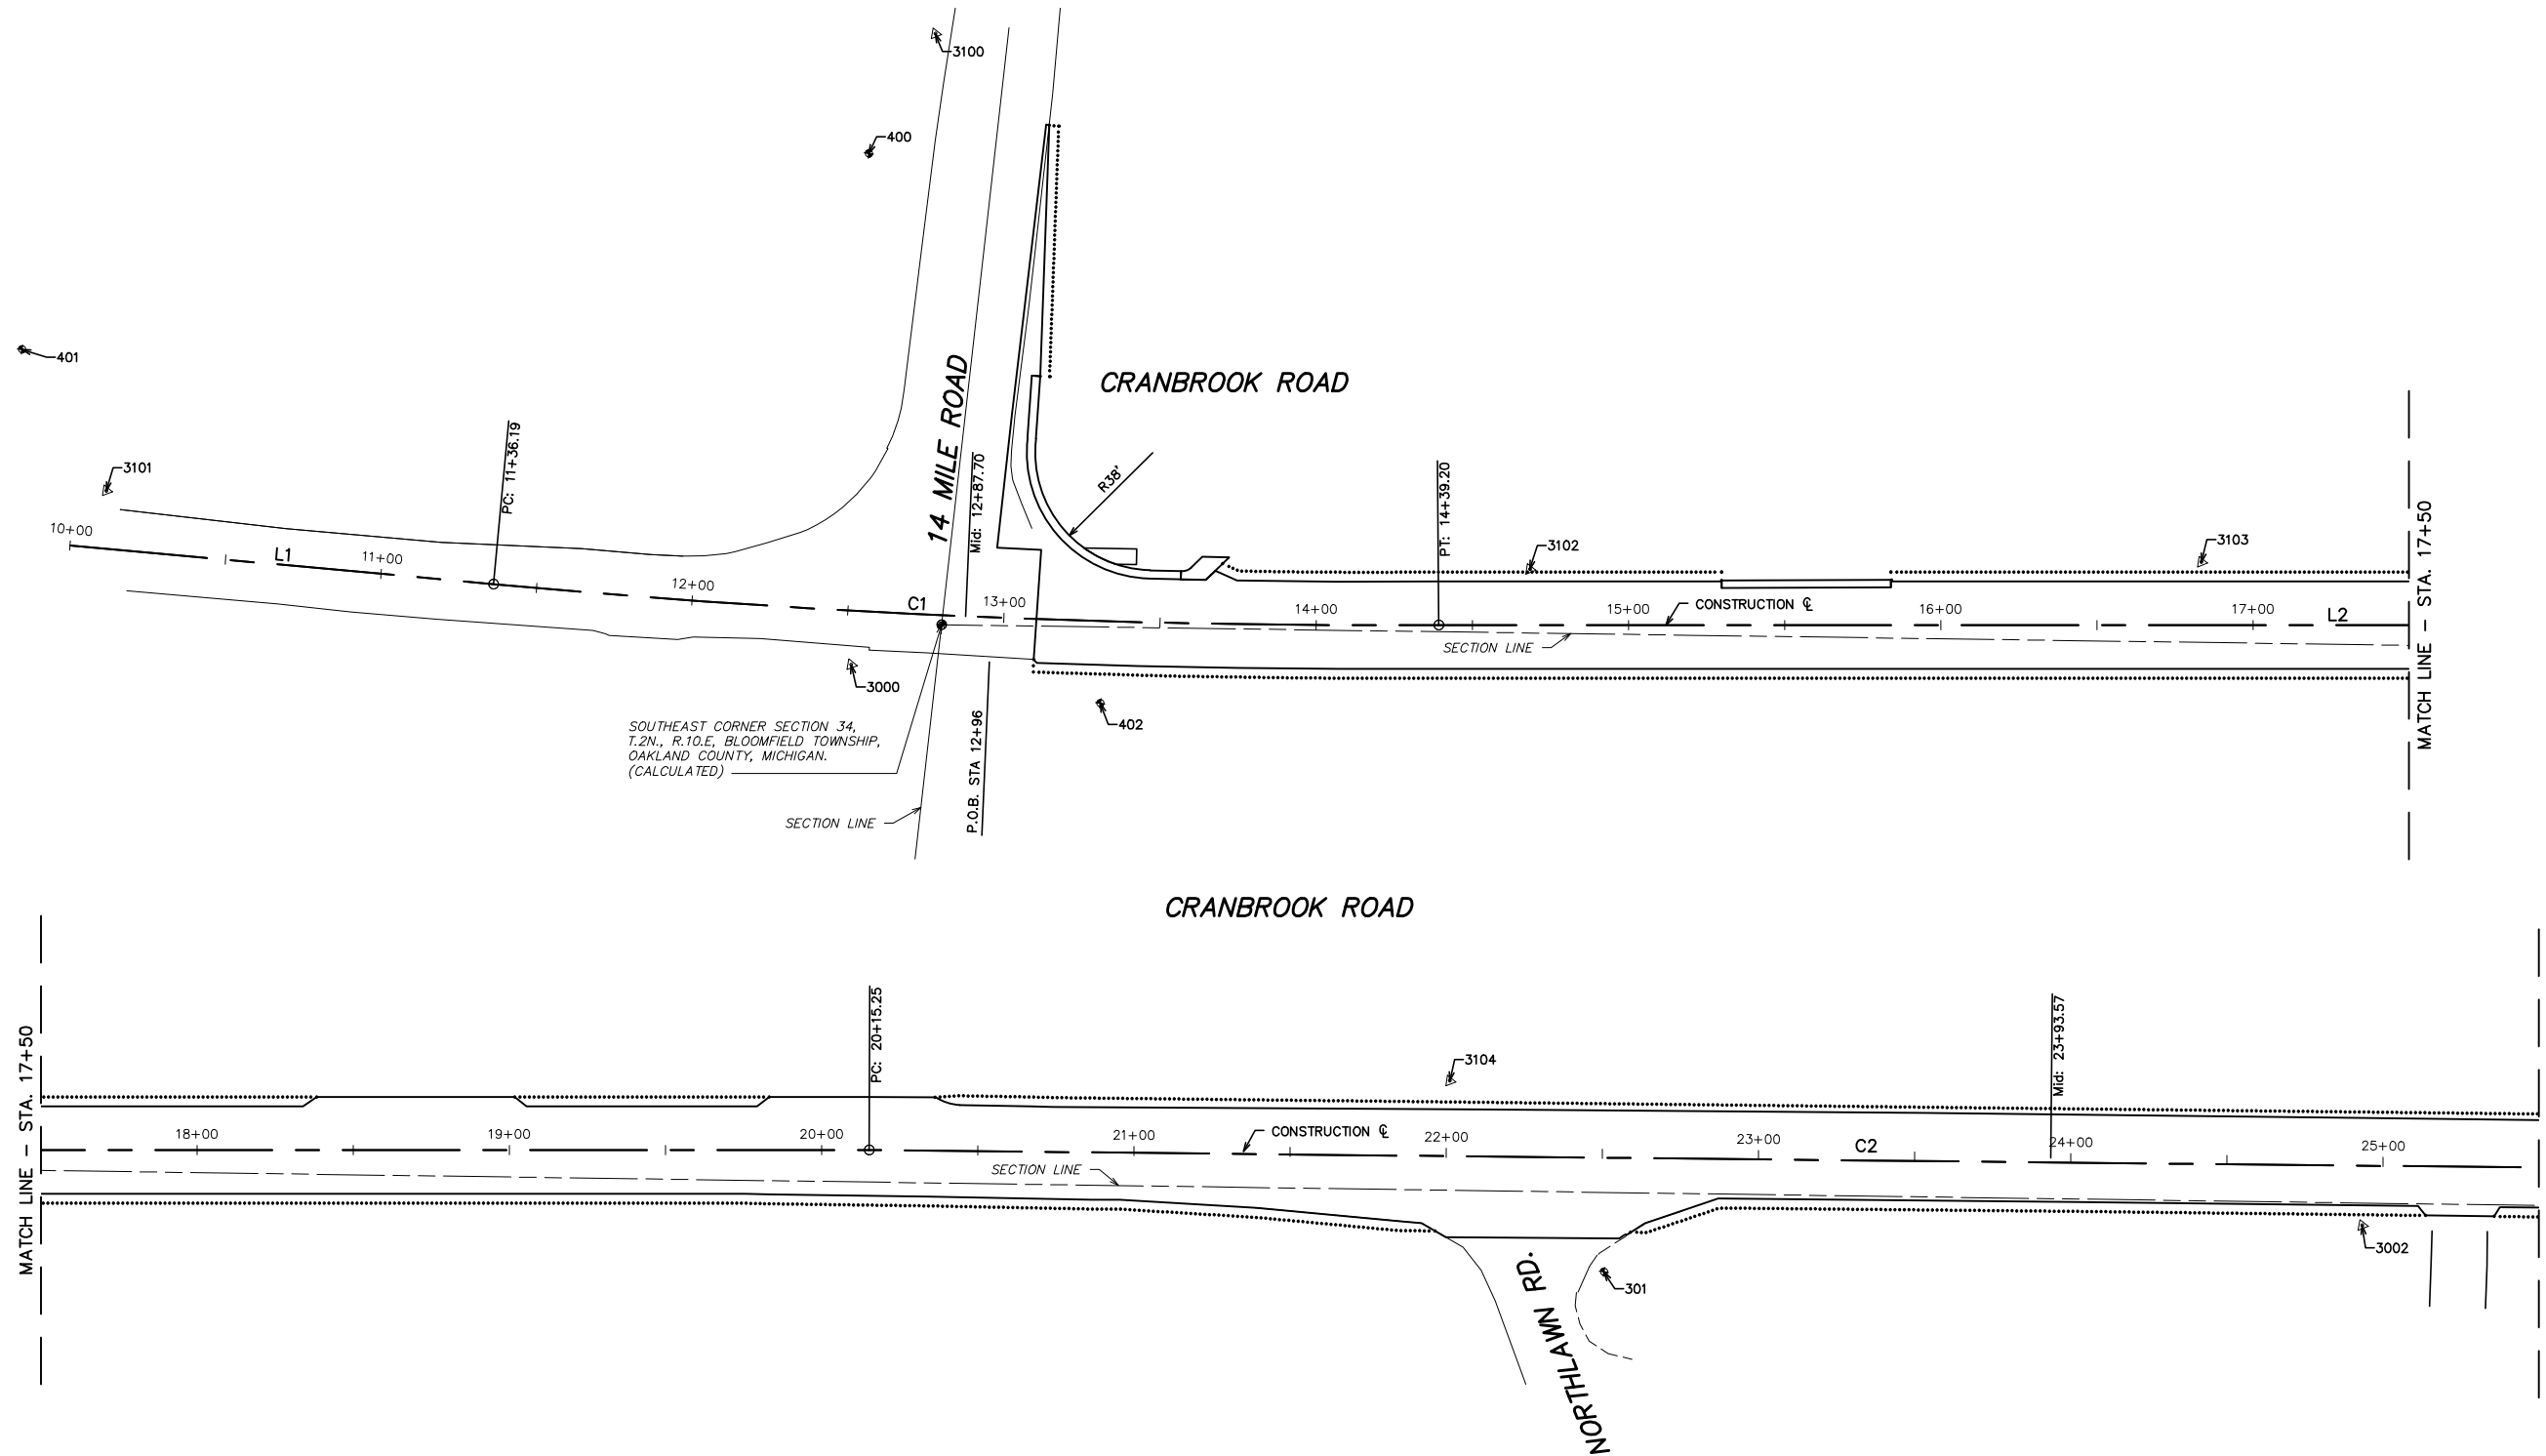 3100
400
401
CRANBROOK ROAD
14 MILE ROAD
3101
PC: 11+36.19
Mid: 12+87.70
R38'
PT: 14+39.20
3102
3103
10+00
L1
11+00
12+00
C1
13+00
14+00
15+00
CONSTRUCTION ℄
16+00
17+00
L2
SECTION LINE
MATCH LINE – STA. 17+50
3000
402
SOUTHEAST CORNER SECTION 34,
T.2N., R.10.E, BLOOMFIELD TOWNSHIP,
OAKLAND COUNTY, MICHIGAN.
(CALCULATED)
P.O.B. STA 12+96
SECTION LINE
CRANBROOK ROAD
MATCH LINE – STA. 17+50
PC: 20+15.25
3104
Mid: 23+93.57
18+00
19+00
20+00
21+00
CONSTRUCTION ℄
22+00
23+00
C2
24+00
25+00
SECTION LINE
NORTHLAWN RD.
301
3002